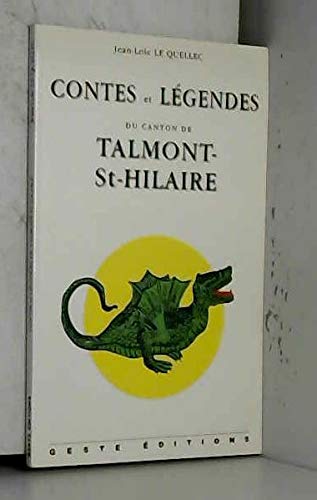 Jean-Loïc LE QUELLEC
CONTES et LÉGENDES
DU CANTON DE
TALMONT-
St-HILAIRE
GESTE ÉDITIONS